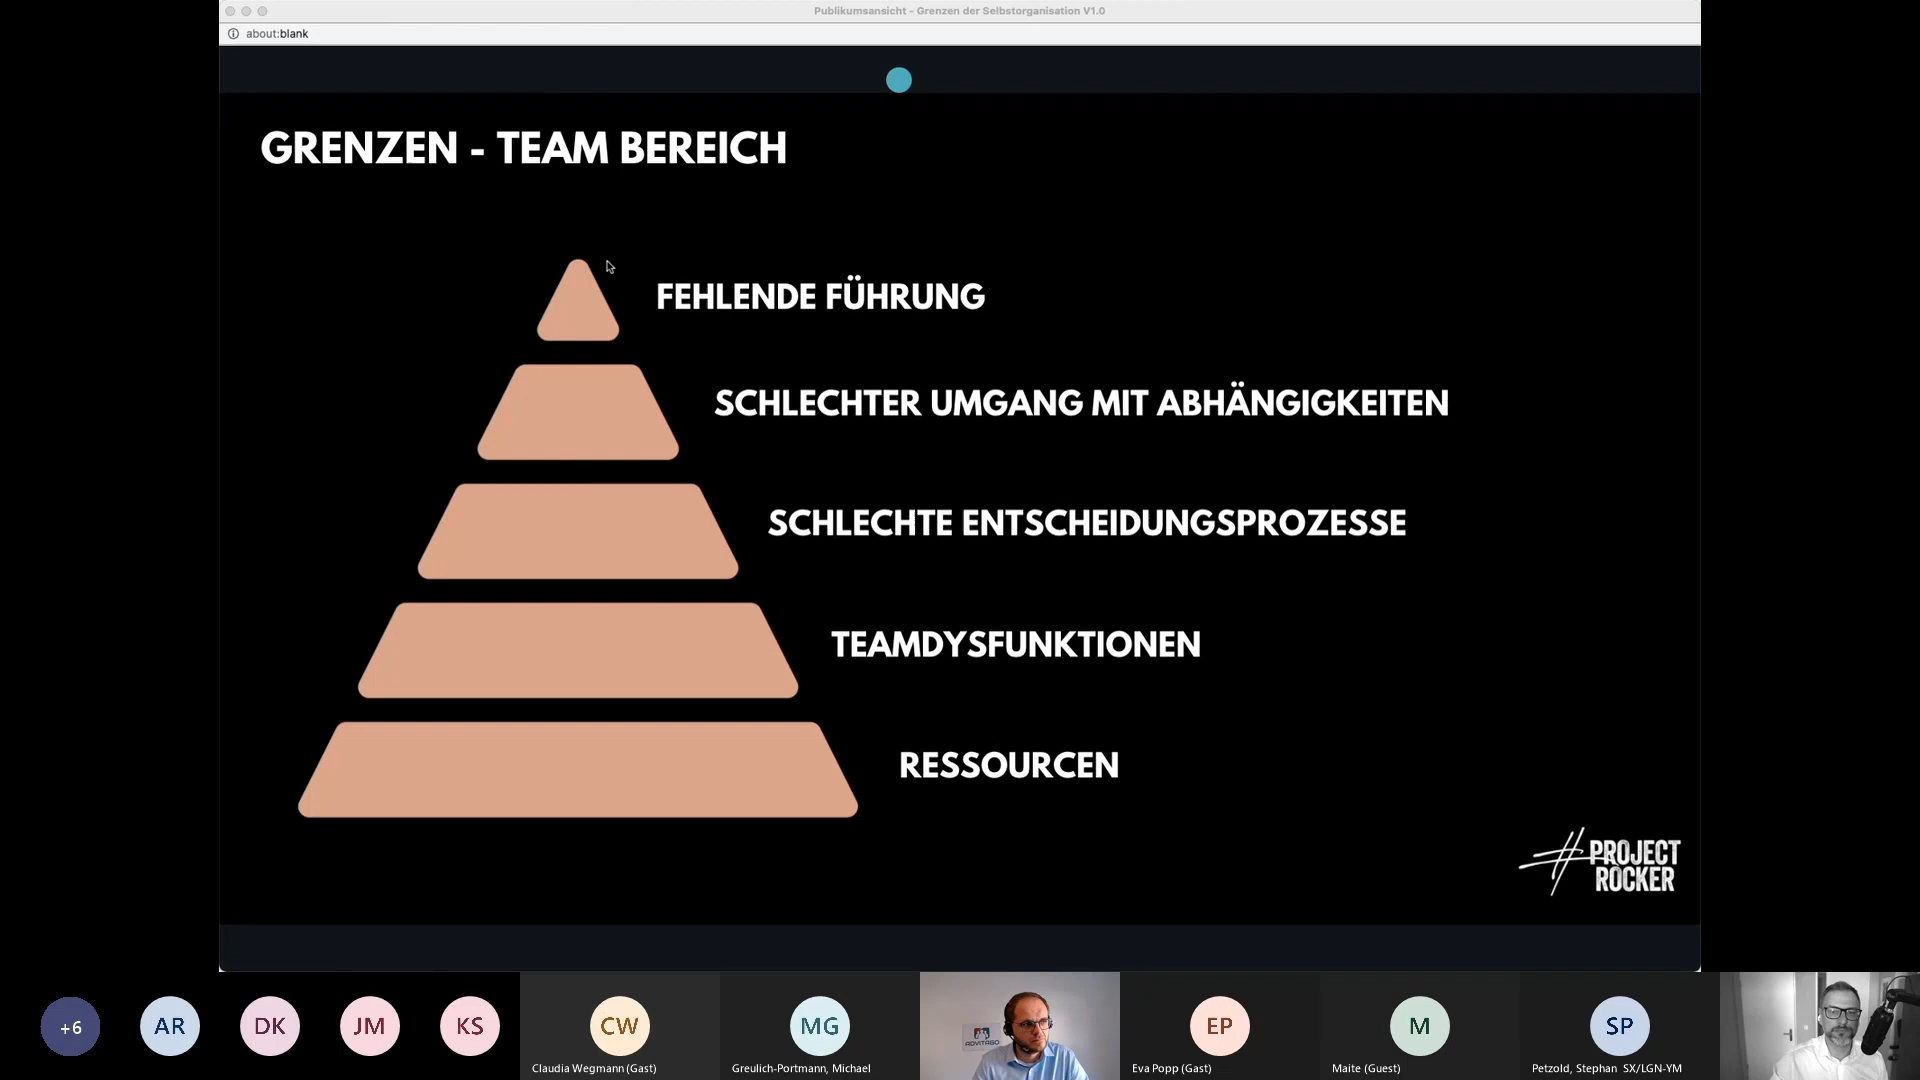 Publikumsansicht - Grenzen der Selbstorganisation V1.0
about:blank
GRENZEN - TEAM BEREICH
FEHLENDE FÜHRUNG
SCHLECHTER UMGANG MIT ABHÄNGIGKEITEN
SCHLECHTE ENTSCHEIDUNGSPROZESSE
TEAMDYSFUNKTIONEN
RESSOURCEN
#PROJECT
ROCKER
+6
AR
DK
JM
KS
CW
Claudia Wegmann (Gast)
MG
Greulich-Portmann, Michael
ADVITAGO
EP
Eva Popp (Gast)
M
Maite (Guest)
SP
Petzold, Stephan SX/LGN-YM